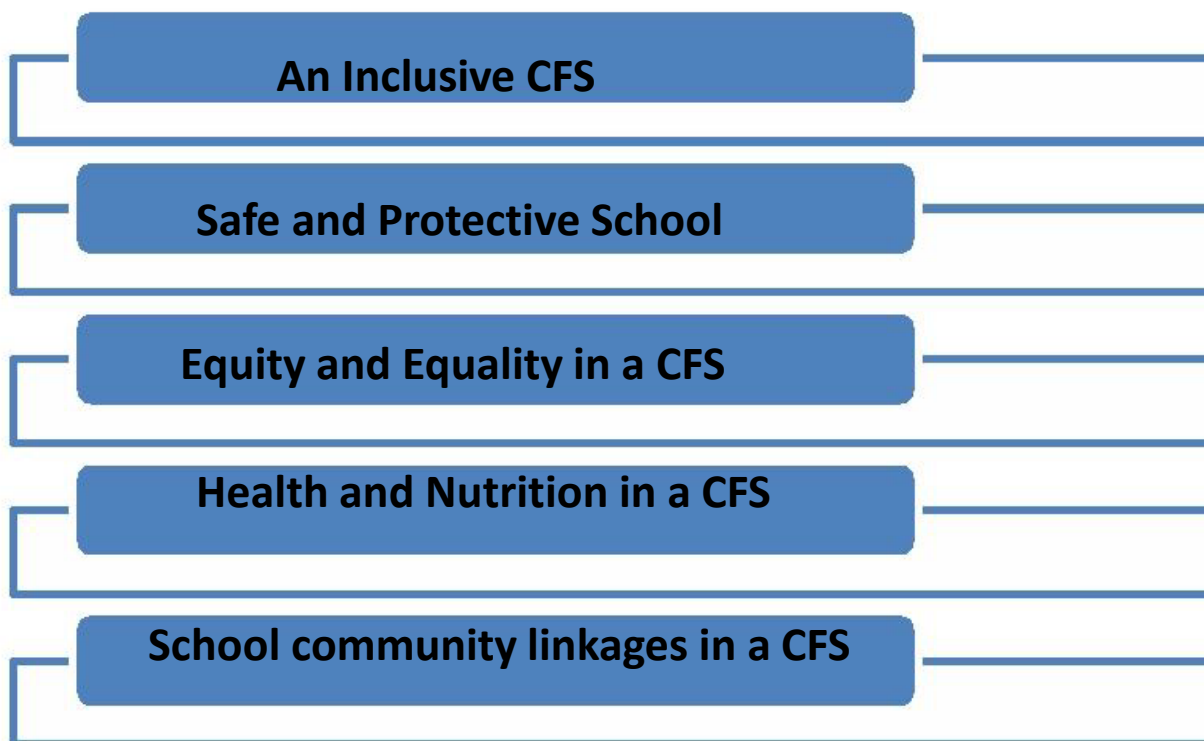 An Inclusive CFS
Safe and Protective School
Equity and Equality in a CFS
Health and Nutrition in a CFS
School community linkages in a CFS